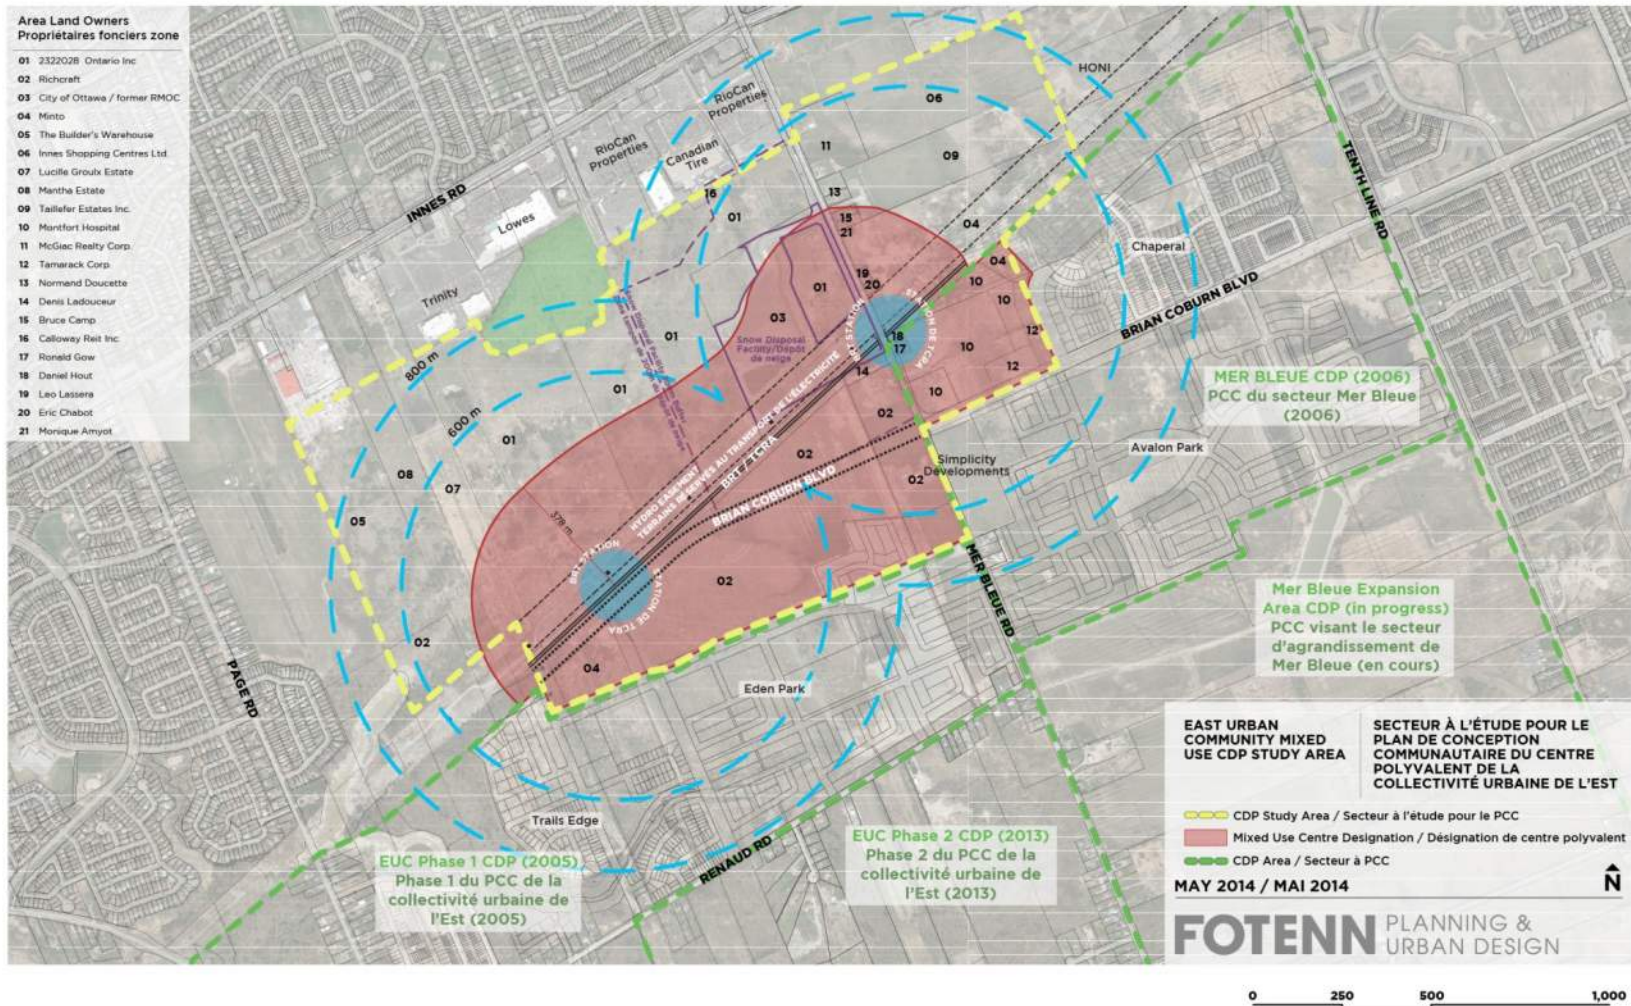 Area Land Owners
Propriétaires fonciers zone
01 2322028 Ontario Inc
02 Richcraft
03 City of Ottawa / former RMOC
04 Minto
05 The Builder's Warehouse
06 Innes Shopping Centres Ltd.
07 Lucille Groulx Estate
08 Mantha Estate
09 Taillefer Estates Inc.
10 Montfort Hospital
11 McGiac Realty Corp.
12 Tamarack Corp.
13 Normend Doucette
14 Denis Ladouceur
15 Bruce Camp
16 Calloway Reit Inc.
17 Ronald Gow
18 Daniel Hout
19 Leo Lassera
20 Eric Chabot
21 Monique Amyot
HONI
RioCan
Properties
06
RioCan
Properties
Canadian
Tire
11
09
TENTH LINE RD
INNES RD
16
13
Lowes
01
15
21
04
Chaperal
04
Trinity
19
20
10
10
01
BRIAN COBURN BLVD
03
01
12
BRT STATION
STATION DE TCRA
18
17
10
Snow Disposal
Facility/Dépôt
de neige
800 m
14
12
01
10
MER BLEUE CDP (2006)
PCC du secteur Mer Bleue
(2006)
600 m
02
01
HYDRO EASEMENT
TERRAINS RÉSERVÉS AU TRANSPORT DE L'ÉLECTRICITÉ
BRT / TCRA
02
Avalon Park
Simplicity
Developments
08
07
02
BRIAN COBURN BLVD
05
378 m
BRT STATION
STATION DE TCRA
02
MER BLEUE RD
Mer Bleue Expansion
Area CDP (in progress)
PCC visant le secteur
d'agrandissement de
Mer Bleue (en cours)
02
04
PAGE RD
Eden Park
Trails Edge
RENAUD RD
EUC Phase 1 CDP (2005)
Phase 1 du PCC de la
collectivité urbaine de
l'Est (2005)
EUC Phase 2 CDP (2013)
Phase 2 du PCC de la
collectivité urbaine de
l'Est (2013)
EAST URBAN
COMMUNITY MIXED
USE CDP STUDY AREA
SECTEUR À L'ÉTUDE POUR LE
PLAN DE CONCEPTION
COMMUNAUTAIRE DU CENTRE
POLYVALENT DE LA
COLLECTIVITÉ URBAINE DE L'EST
CDP Study Area / Secteur à l'étude pour le PCC
Mixed Use Centre Designation / Désignation de centre polyvalent
CDP Area / Secteur à PCC
MAY 2014 / MAI 2014
N
FOTENN PLANNING &
URBAN DESIGN
0 250 500 1,000